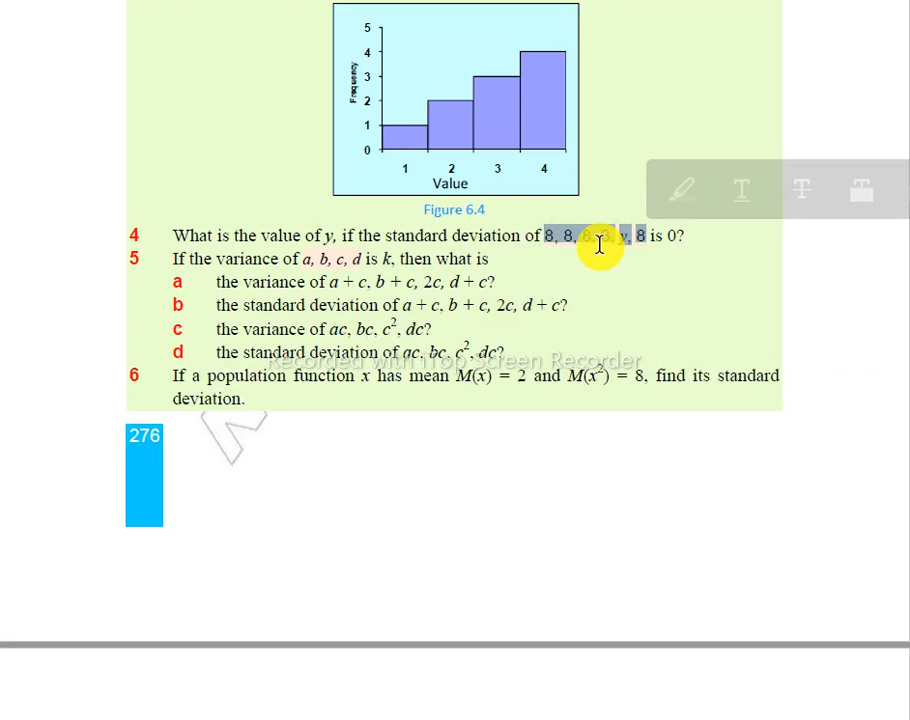 5
4
3
2
1
0
Frequency
1 2 3 4
Value
Figure 6.4
4 What is the value of y, if the standard deviation of 8, 8, 8, 8, y, 8 is 0?
5 If the variance of a, b, c, d is k, then what is
a the variance of a + c, b + c, 2c, d + c?
b the standard deviation of a + c, b + c, 2c, d + c?
c the variance of ac, bc, c², dc?
d the standard deviation of ac, bc, c², dc?
Recorded with iTop Screen Recorder
6 If a population function x has mean M(x) = 2 and M(x²) = 8, find its standard
deviation.
276